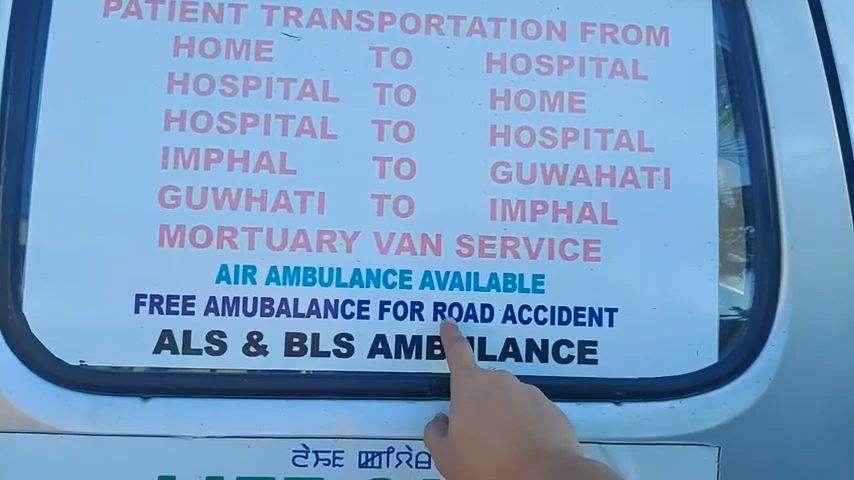 PATIENT TRANSPORTATION FROM
HOME TO HOSPITAL
HOSPITAL TO HOME
HOSPITAL TO HOSPITAL
IMPHAL TO GUWAHATI
GUWHATI TO IMPHAL
MORTUARY VAN SERVICE
AIR AMBULANCE AVAILABLE
FREE AMUBALANCE FOR ROAD ACCIDENT
ALS & BLS AMBULANCE